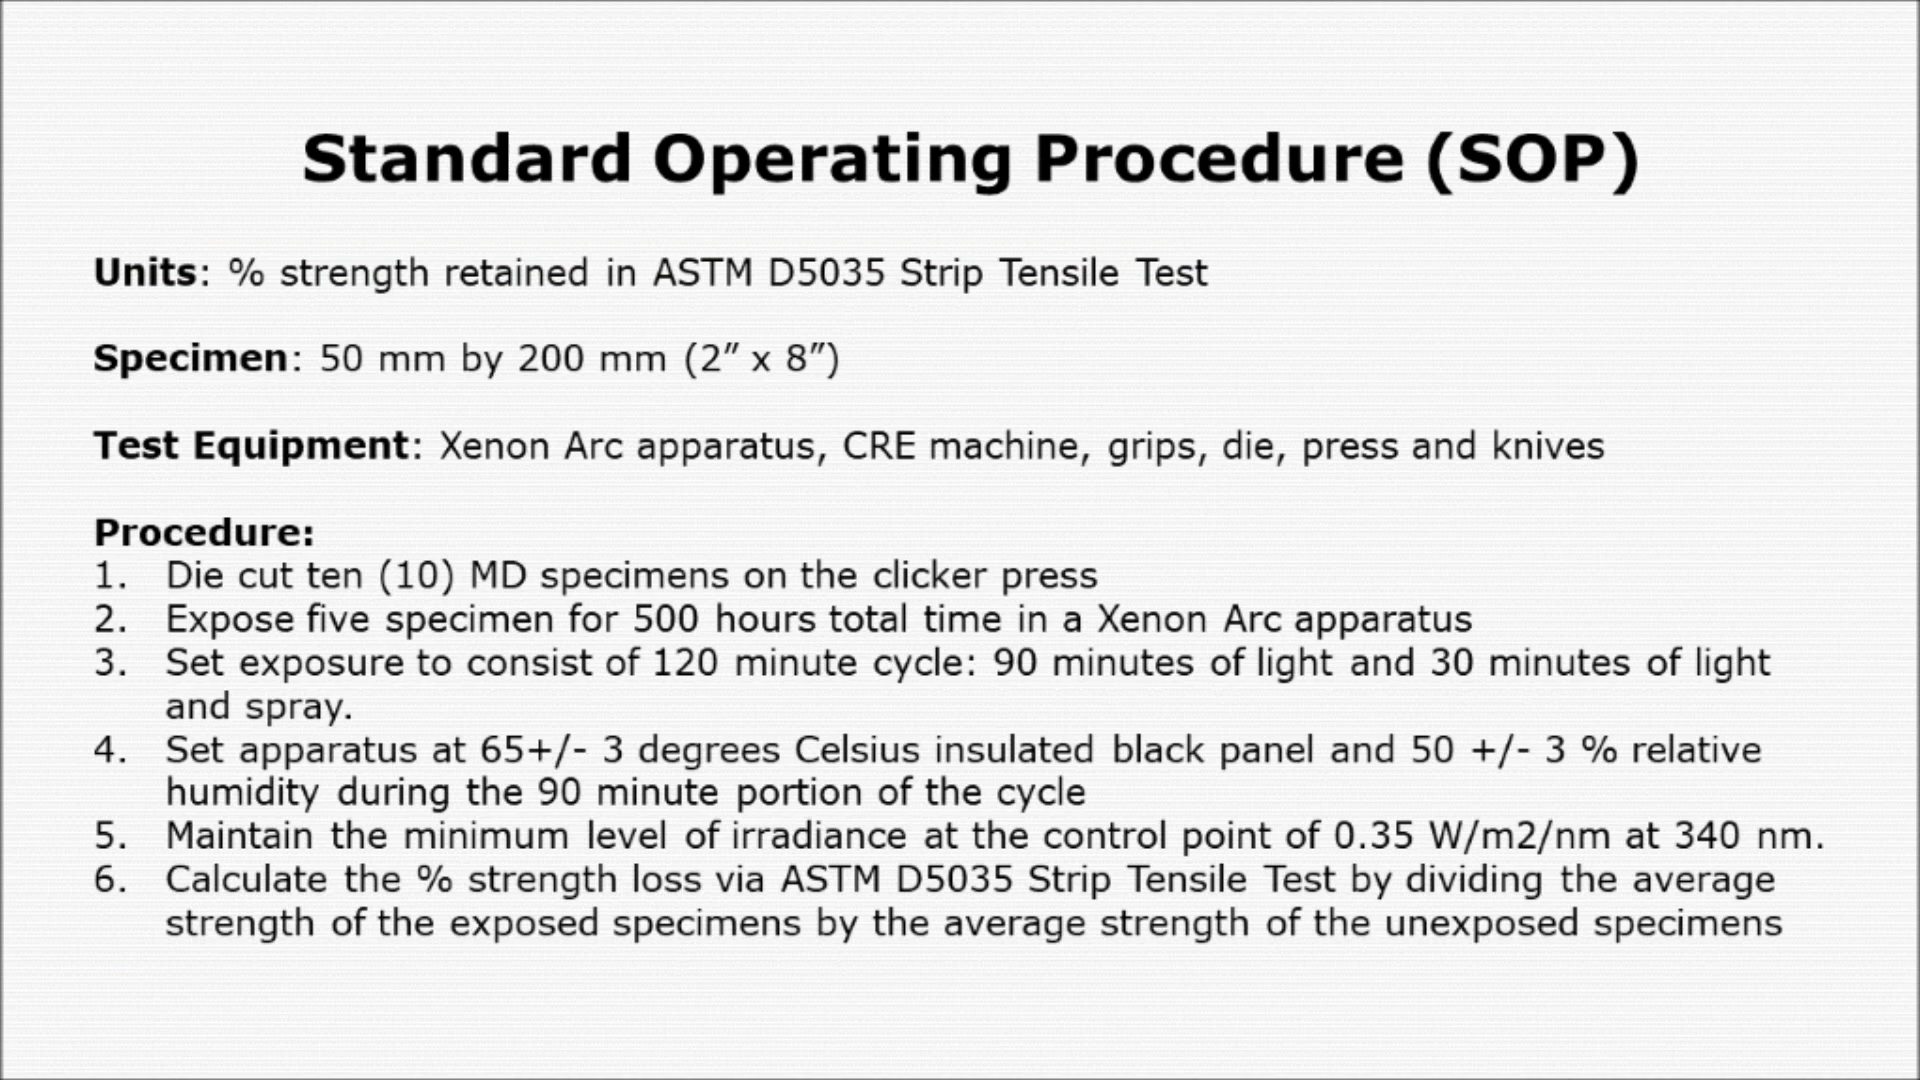 Standard Operating Procedure (SOP)
Units: % strength retained in ASTM D5035 Strip Tensile Test
Specimen: 50 mm by 200 mm (2” x 8”)
Test Equipment: Xenon Arc apparatus, CRE machine, grips, die, press and knives
Procedure:
1. Die cut ten (10) MD specimens on the clicker press
2. Expose five specimen for 500 hours total time in a Xenon Arc apparatus
3. Set exposure to consist of 120 minute cycle: 90 minutes of light and 30 minutes of light
and spray.
4. Set apparatus at 65+/- 3 degrees Celsius insulated black panel and 50 +/- 3 % relative
humidity during the 90 minute portion of the cycle
5. Maintain the minimum level of irradiance at the control point of 0.35 W/m2/nm at 340 nm.
6. Calculate the % strength loss via ASTM D5035 Strip Tensile Test by dividing the average
strength of the exposed specimens by the average strength of the unexposed specimens